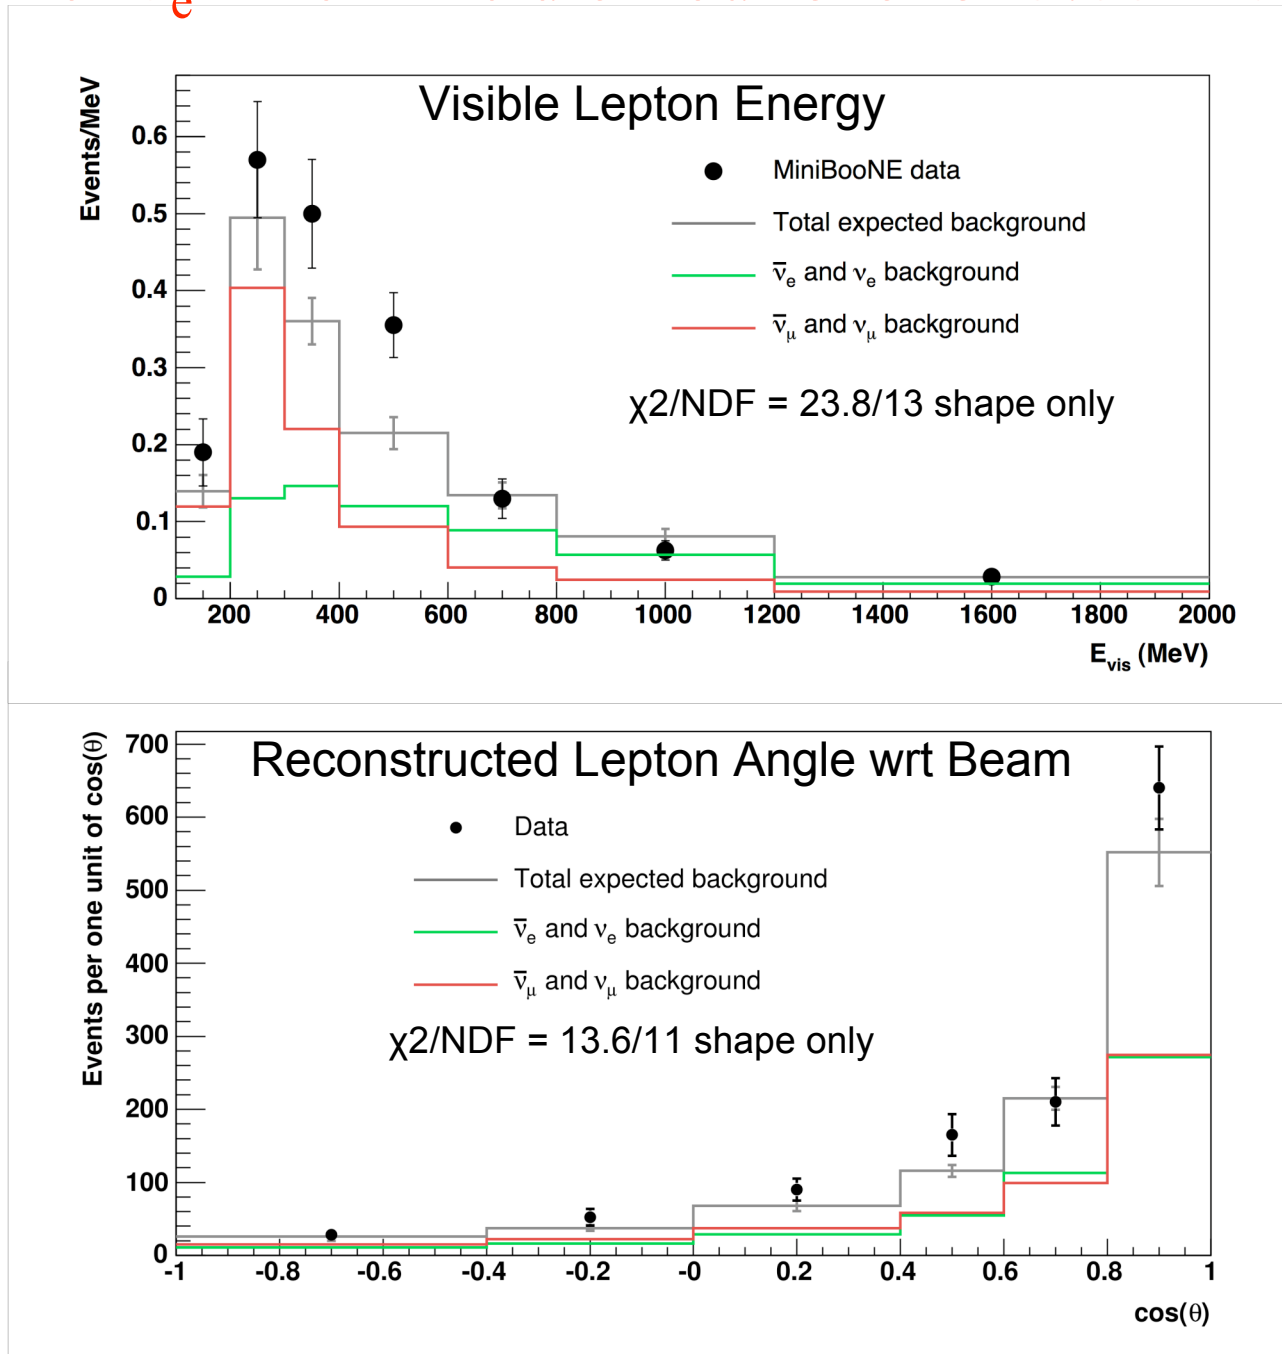 e
Visible Lepton Energy
Events/MeV
0.6
0.5
0.4
0.3
0.2
0.1
0
MiniBooNE data
Total expected background
ν̅e and νe background
ν̅μ and νμ background
χ2/NDF = 23.8/13 shape only
200 400 600 800 1000 1200 1400 1600 1800 2000
Evis (MeV)
Reconstructed Lepton Angle wrt Beam
Events per one unit of cos(θ)
700
600
500
400
300
200
100
0
Data
Total expected background
ν̅e and νe background
ν̅μ and νμ background
χ2/NDF = 13.6/11 shape only
-1 -0.8 -0.6 -0.4 -0.2 -0 0.2 0.4 0.6 0.8 1
cos(θ)